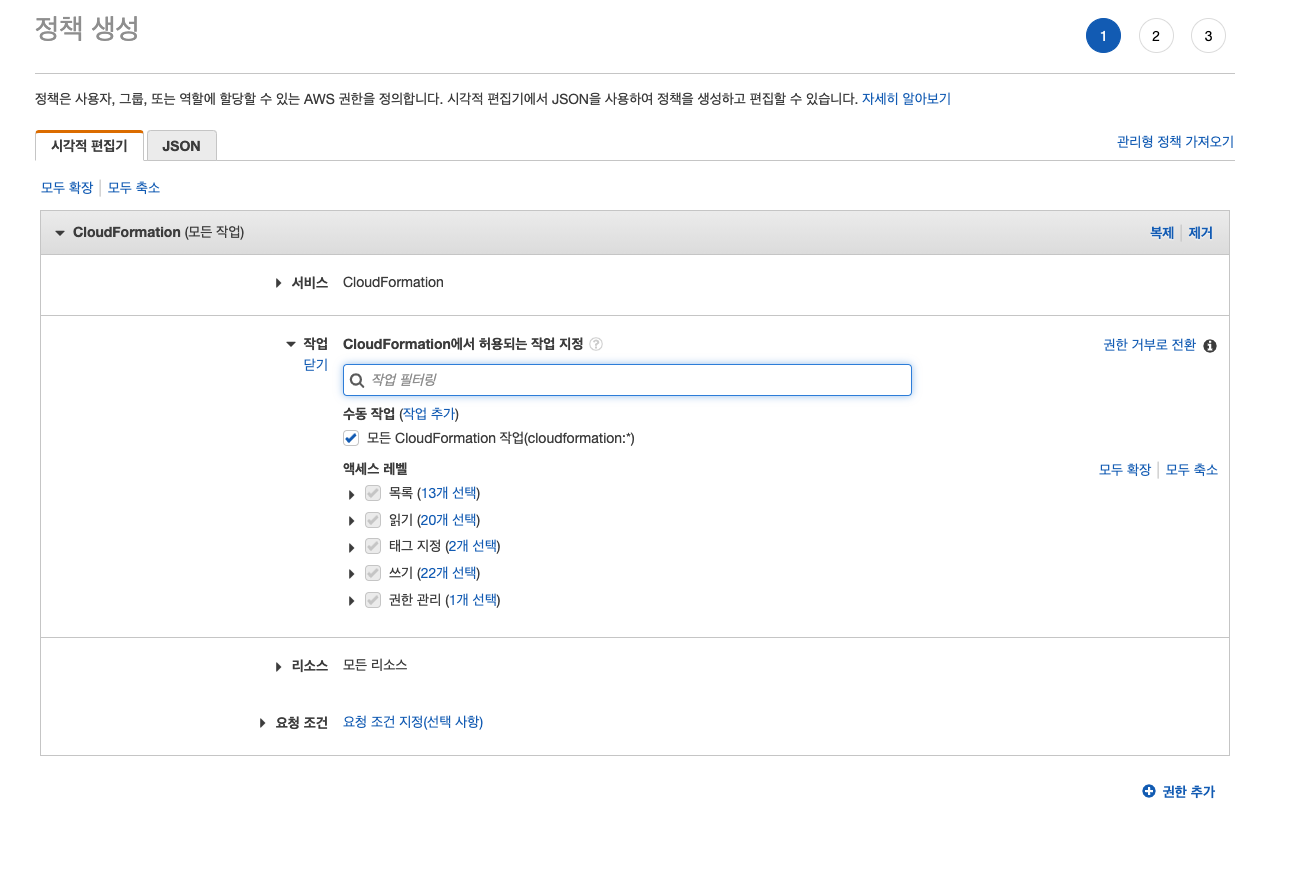 정책 생성
1 2 3
정책은 사용자, 그룹, 또는 역할에 할당할 수 있는 AWS 권한을 정의합니다. 시각적 편집기에서 JSON을 사용하여 정책을 생성하고 편집할 수 있습니다. 자세히 알아보기
시각적 편집기 JSON 관리형 정책 가져오기
모두 확장 모두 축소
CloudFormation (모든 작업) 복제 제거
서비스 CloudFormation
작업 CloudFormation에서 허용되는 작업 지정 ? 권한 거부로 전환
닫기
작업 필터링
수동 작업 (작업 추가)
모든 CloudFormation 작업(cloudformation:*)
액세스 레벨 모두 확장 모두 축소
목록 (13개 선택)
읽기 (20개 선택)
태그 지정 (2개 선택)
쓰기 (22개 선택)
권한 관리 (1개 선택)
리소스 모든 리소스
요청 조건 요청 조건 지정(선택 사항)
권한 추가